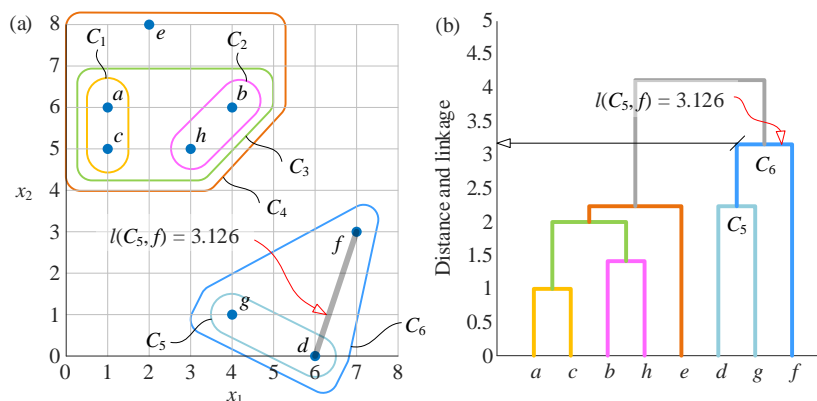 (a)
8
7
6
5
4
3
2
1
0
x₂
0 1 2 3 4 5 6 7 8
x₁
e
C₁
C₂
a
b
c
h
C₃
C₄
l(C₅, f) = 3.126
f
g
C₅
C₆
d
(b)
Distance and linkage
5
4.5
4
3.5
3
2.5
2
1.5
1
0.5
0
l(C₅, f) = 3.126
C₆
C₅
a c b h e d g f